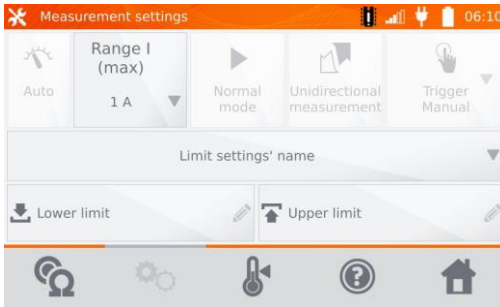 Measurement settings 06:10
Auto
Range I
(max)
1 A
Normal
mode
Unidirectional
measurement
Trigger
Manual
Limit settings' name
Lower limit
Upper limit